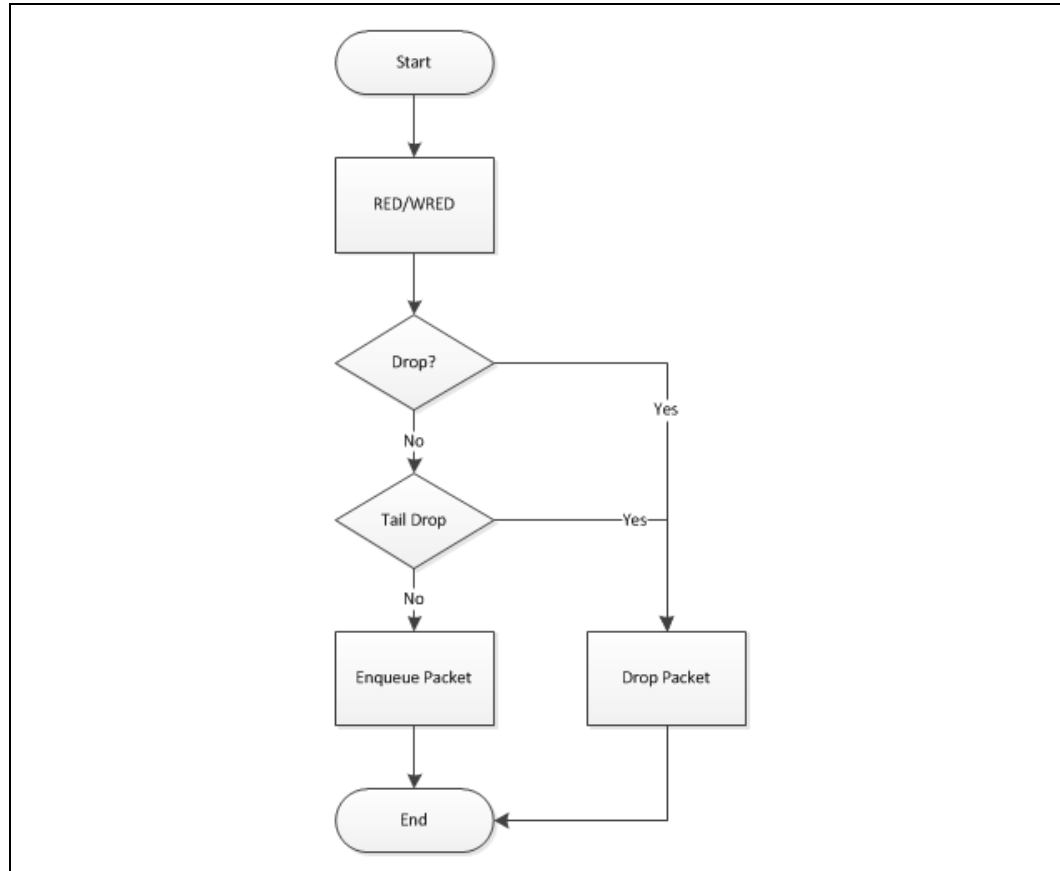 Start
RED/WRED
Drop?
Yes
No
Tail Drop
Yes
No
Enqueue Packet
Drop Packet
End